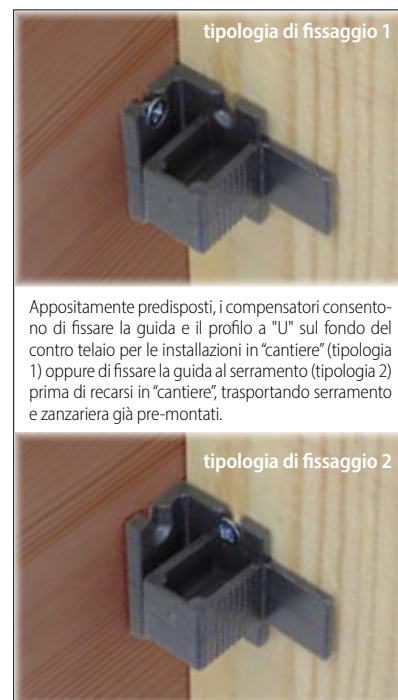 tipologia di fissaggio 1
Appositamente predisposti, i compensatori consento-
no di fissare la guida e il profilo a "U" sul fondo del
contro telaio per le installazioni in “cantiere” (tipologia
1) oppure di fissare la guida al serramento (tipologia 2)
prima di recarsi in “cantiere”, trasportando serramento
e zanzariera già pre-montati.
tipologia di fissaggio 2